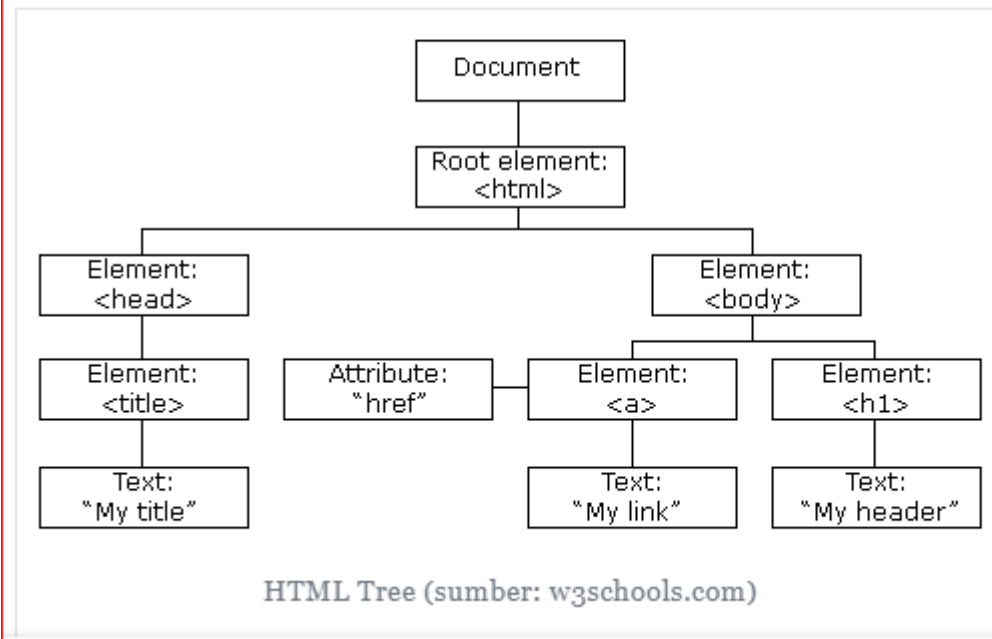 Document
Root element:
<html>
Element:
<head>
Element:
<body>
Element:
<title>
Attribute:
“href”
Element:
<a>
Element:
<h1>
Text:
“My title”
Text:
“My link”
Text:
“My header”
HTML Tree (sumber: w3schools.com)